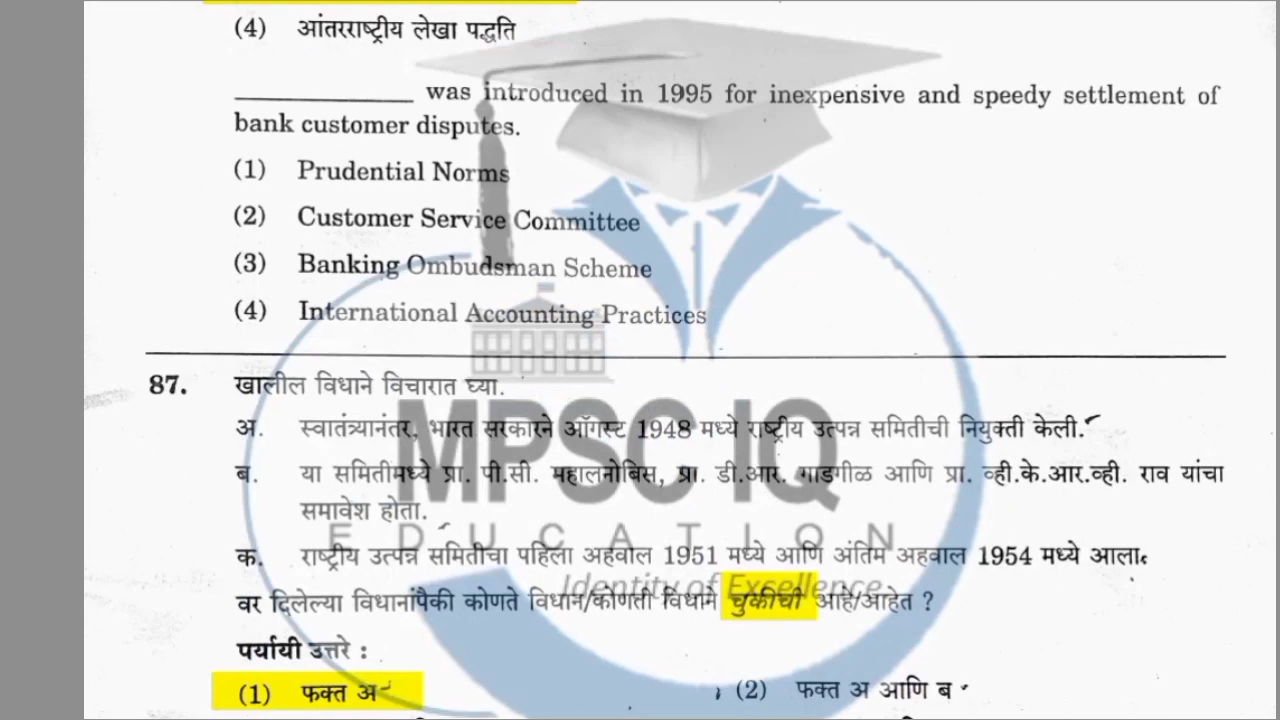 (4) आंतरराष्ट्रीय लेखा पद्धति
____________ was introduced in 1995 for inexpensive and speedy settlement of
bank customer disputes.
(1) Prudential Norms
(2) Customer Service Committee
(3) Banking Ombudsman Scheme
(4) International Accounting Practices
87. खालील विधाने विचारात घ्या.
अ. स्वातंत्र्यानंतर, भारत सरकारने ऑगस्ट 1948 मध्ये राष्ट्रीय उत्पन्न समितीची नियुक्ती केली.
MPSC IQ
ब. या समितीमध्ये प्रा. पी.सी. महालनोबिस, प्रा. डी.आर. गाडगीळ आणि प्रा. व्ही.के.आर.व्ही. राव यांचा
समावेश होता.
EDUCATION
क. राष्ट्रीय उत्पन्न समितीचा पहिला अहवाल 1951 मध्ये आणि अंतिम अहवाल 1954 मध्ये आला.
Identity of Excellence
वर दिलेल्या विधानांपैकी कोणते विधान/कोणती विधाने चुकीची आहे/आहेत ?
पर्यायी उत्तरे :
(1) फक्त अ (2) फक्त अ आणि ब